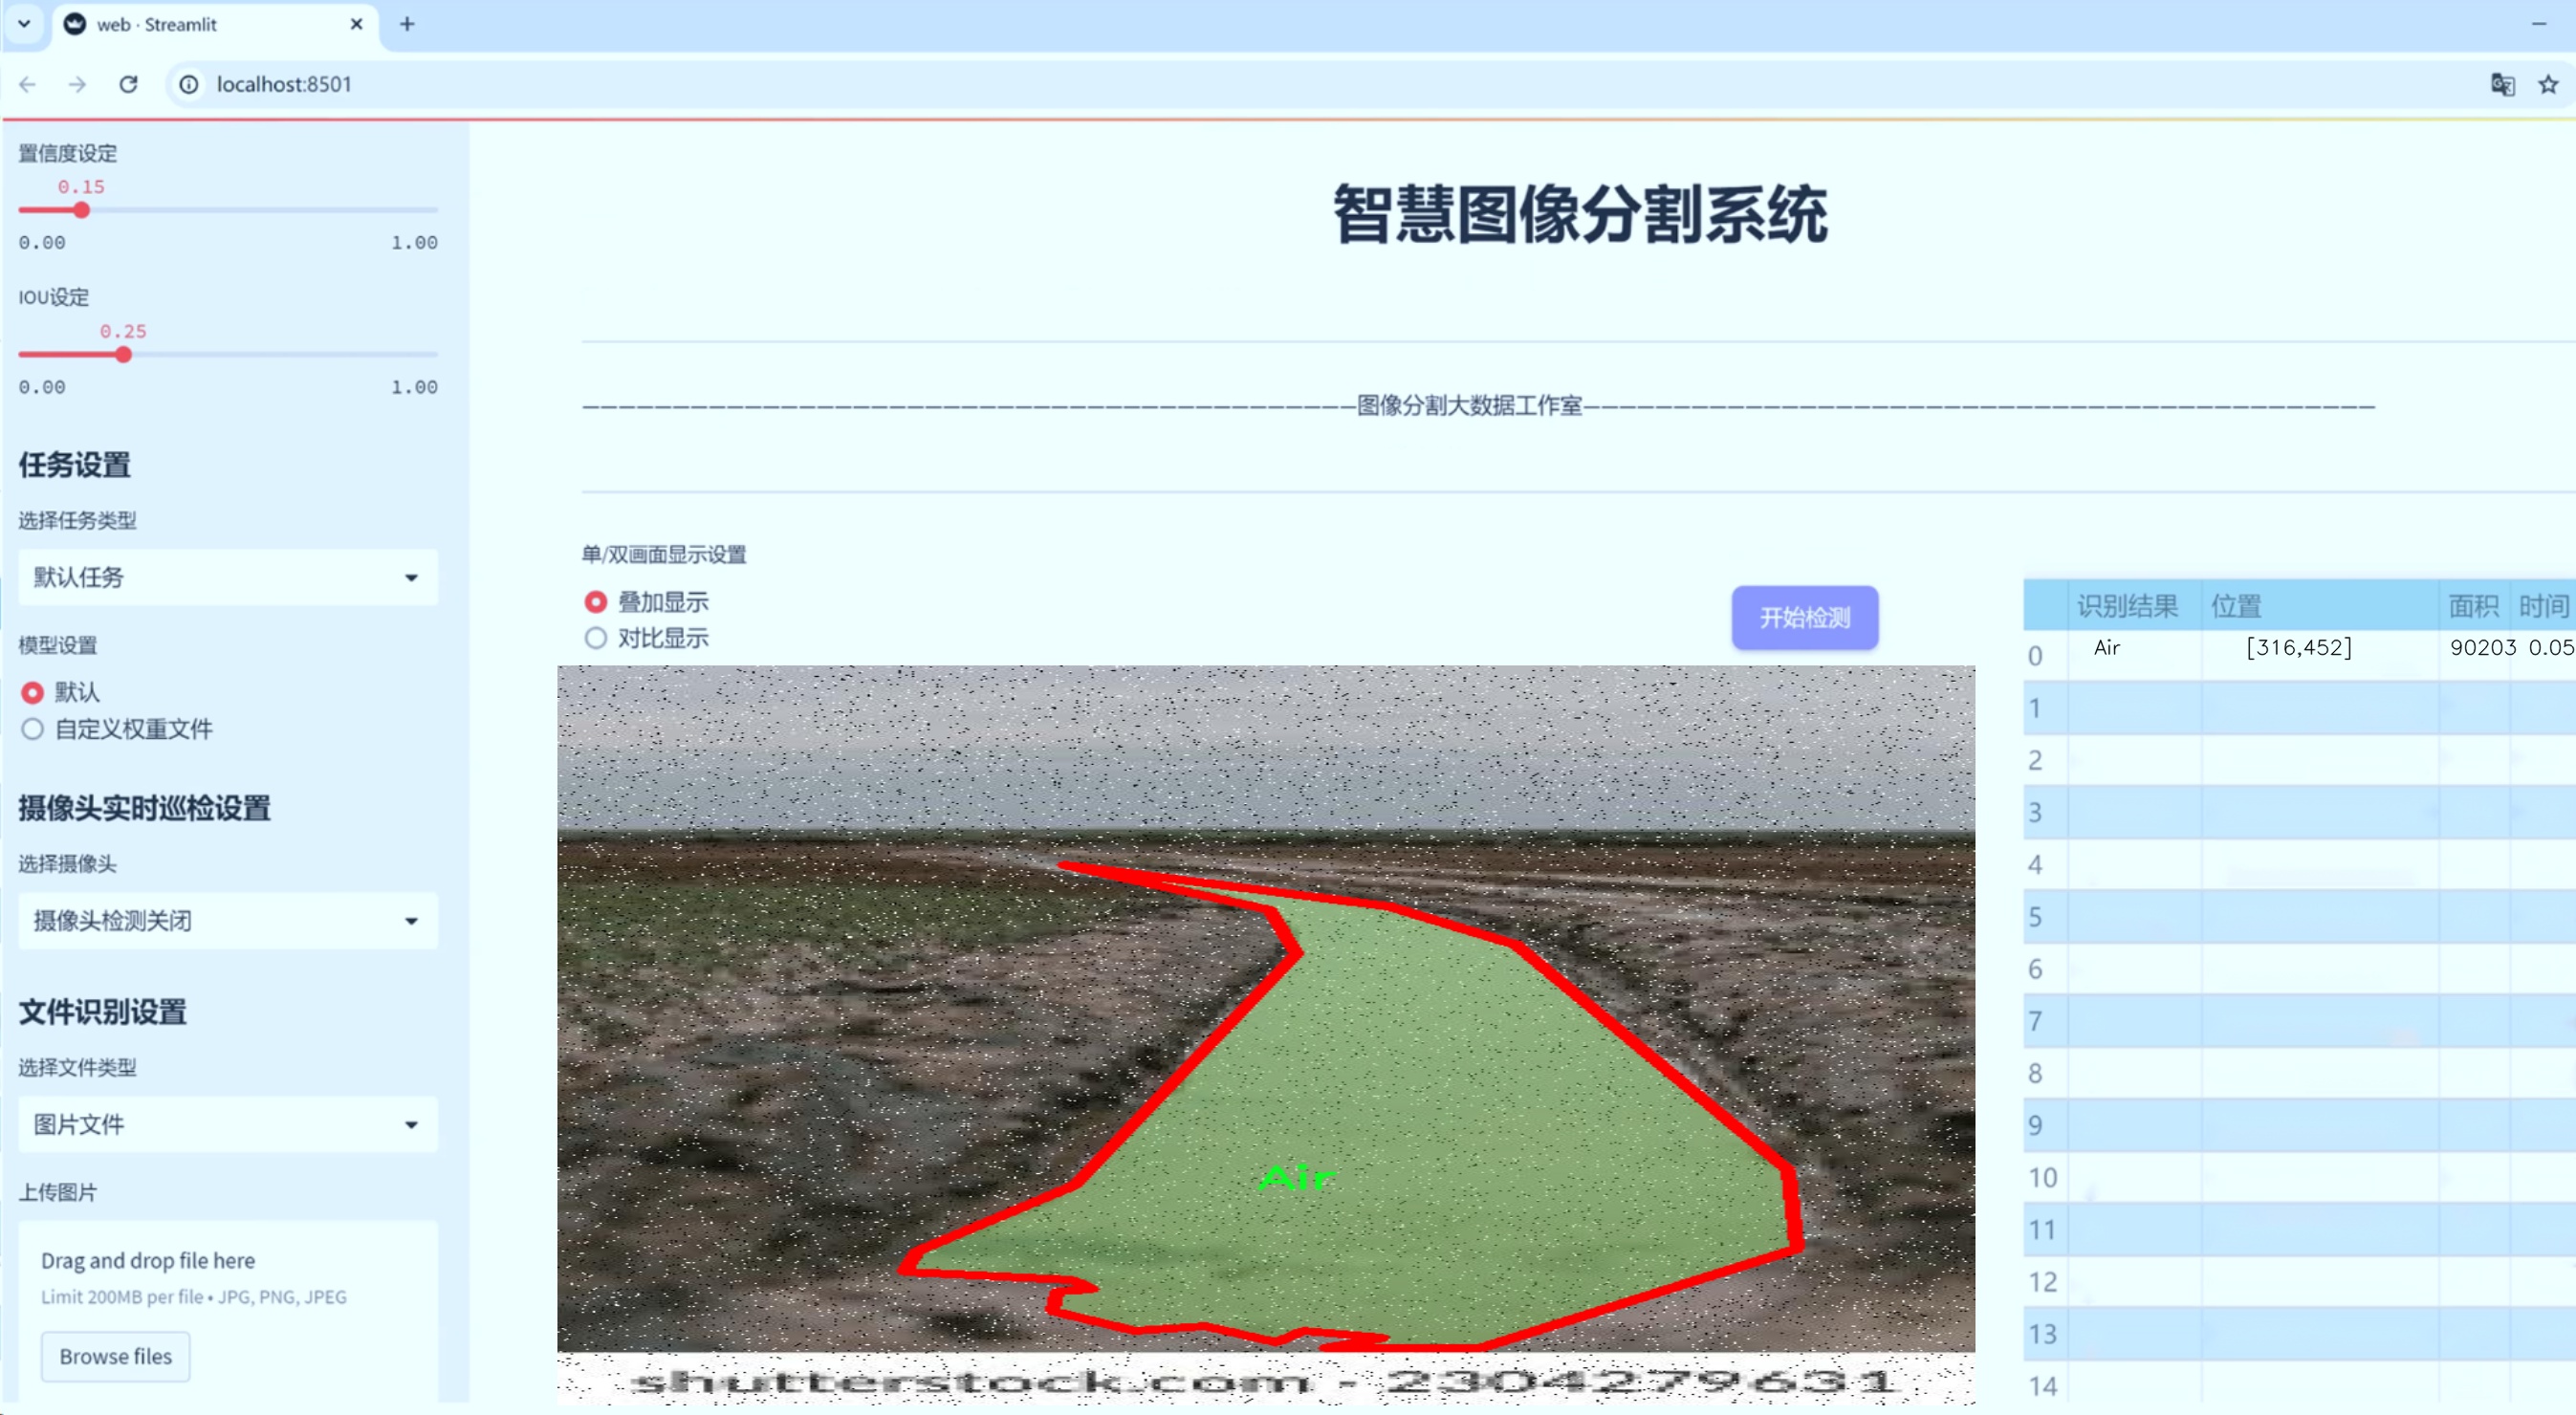 web · Streamlit
localhost:8501
置信度设定
0.15
0.00 1.00
IOU设定
0.25
0.00 1.00
任务设置
选择任务类型
默认任务
模型设置
默认
自定义权重文件
摄像头实时巡检设置
选择摄像头
摄像头检测关闭
文件识别设置
选择文件类型
图片文件
上传图片
Drag and drop file here
Limit 200MB per file • JPG, PNG, JPEG
Browse files
智慧图像分割系统
图像分割大数据工作室
单/双画面显示设置
叠加显示
对比显示
开始检测
Air
shutterstock.com - 2304279631
识别结果 位置 面积 时间
0 Air [316,452] 90203 0.05
1
2
3
4
5
6
7
8
9
10
11
12
13
14